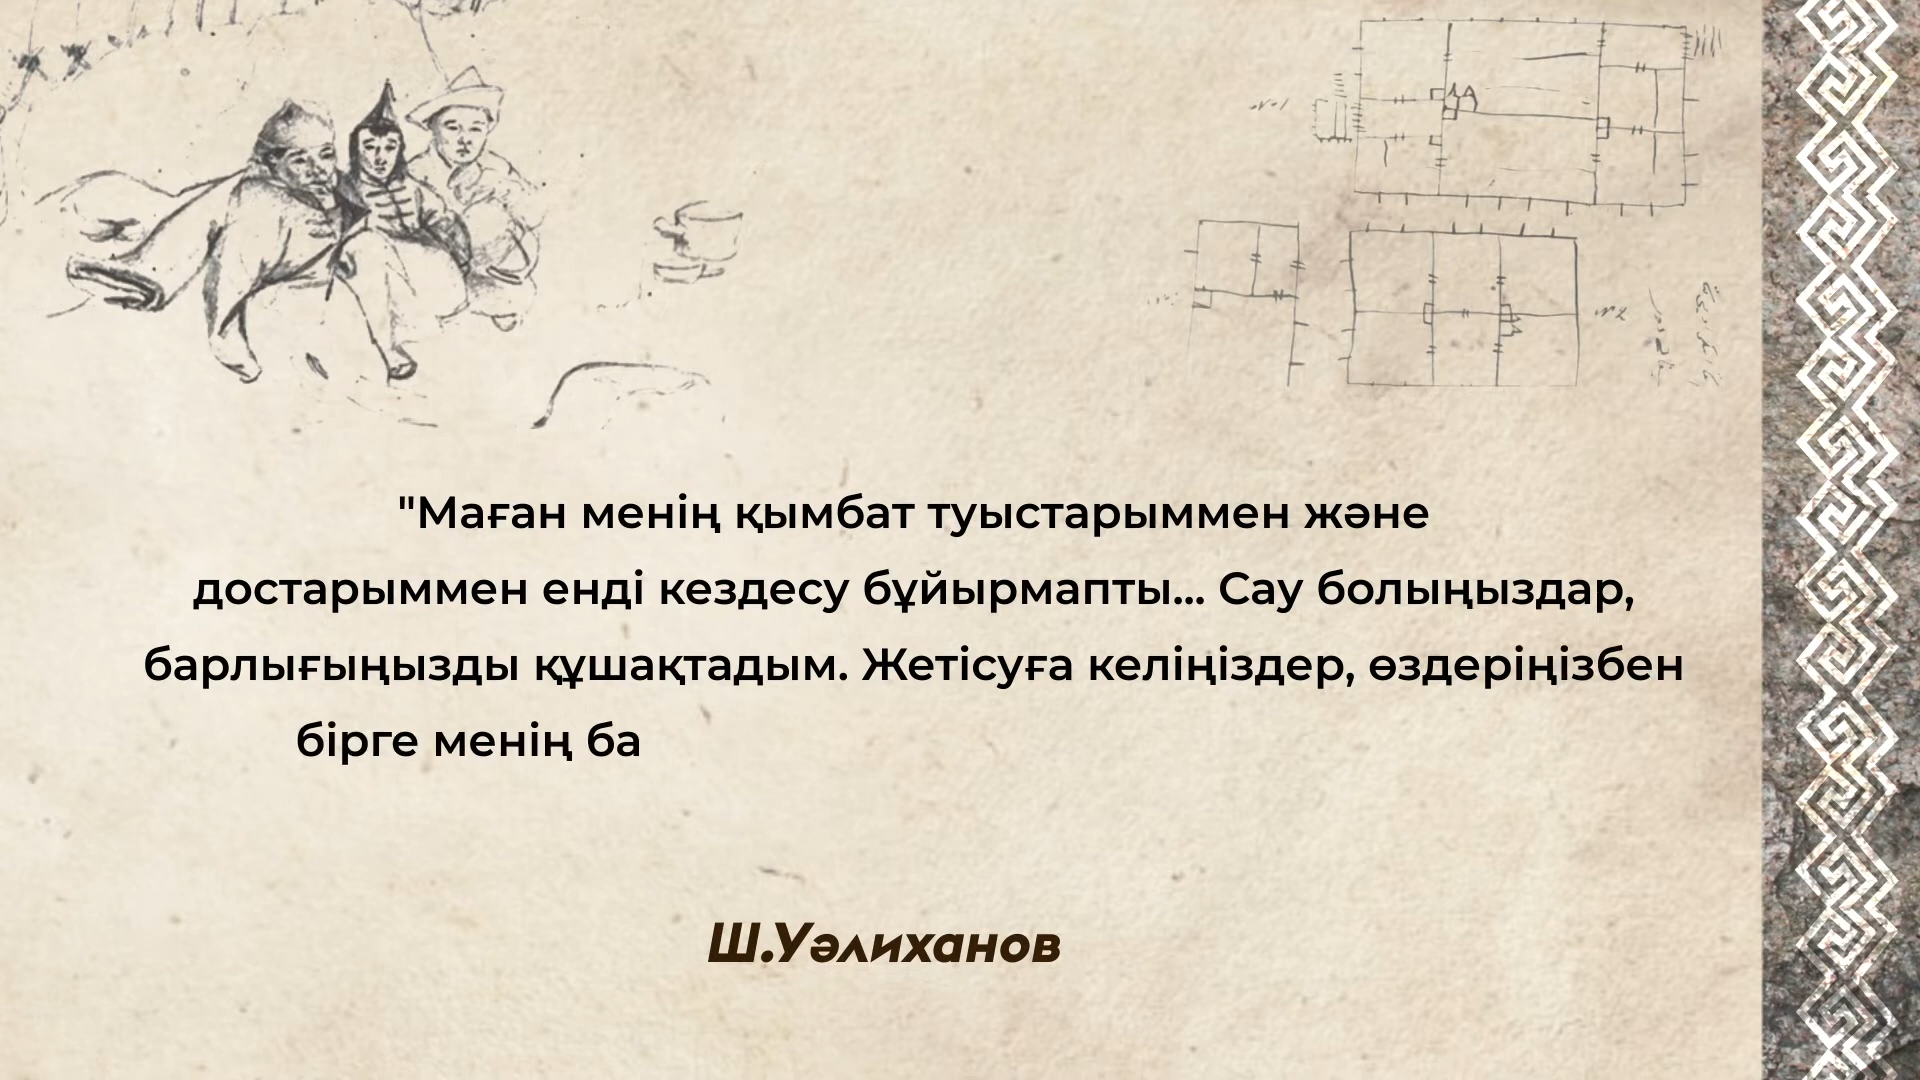 "Маған менің қымбат туыстарыммен және
достарыммен енді кездесу бұйырмапты... Сау болыңыздар,
барлығыңызды құшақтадым. Жетісуға келіңіздер, өздеріңізбен
бірге менің ба
Ш.Уәлиханов